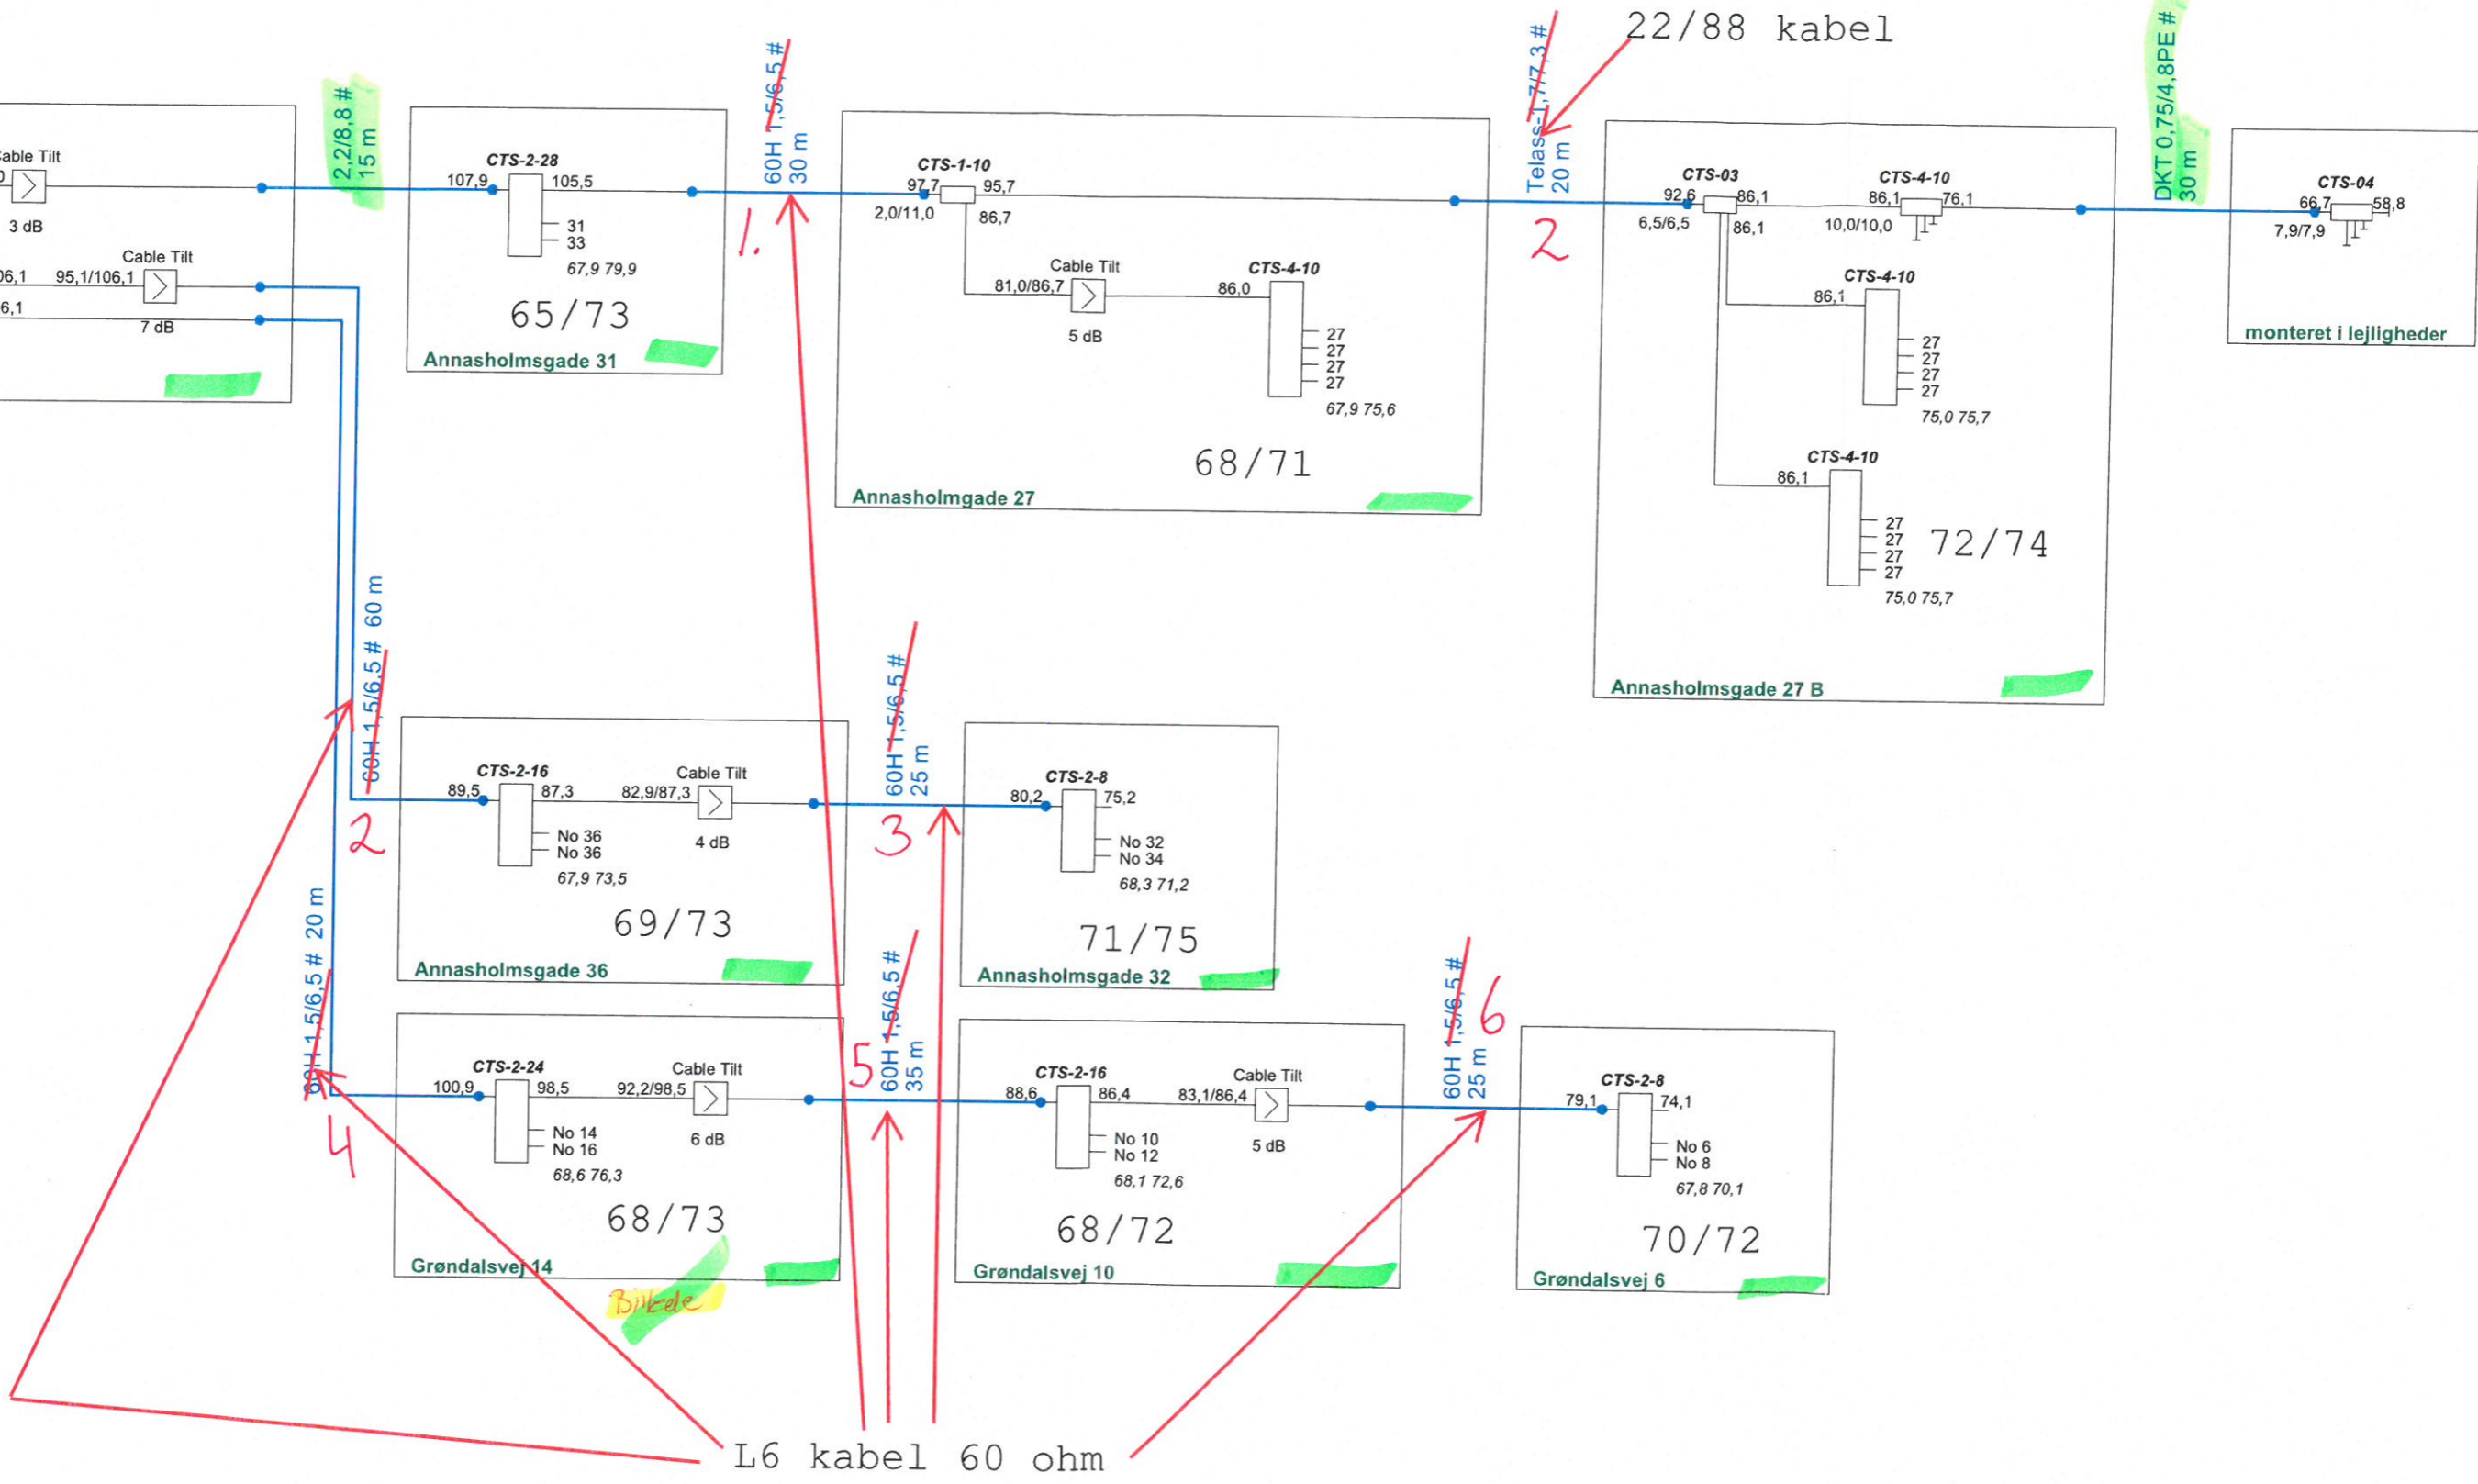 22/88 kabel
2,2/8,8 #
15 m
60H 1,5/6,5 #
30 m
Telass-1,7/7,3 #
20 m
DKT 0,75/4,8PE #
30 m
Cable Tilt
3 dB
06,1
95,1/106,1
Cable Tilt
7 dB
6,1
CTS-2-28
107,9
105,5
31
33
67,9 79,9
65/73
Annasholmsgade 31
1.
CTS-1-10
97,7
95,7
2,0/11,0
86,7
Cable Tilt
81,0/86,7
5 dB
CTS-4-10
86,0
27
27
27
27
67,9 75,6
68/71
Annasholmgade 27
2
CTS-03
92,6
86,1
6,5/6,5
86,1
CTS-4-10
86,1
76,1
10,0/10,0
CTS-4-10
86,1
27
27
27
27
75,0 75,7
CTS-4-10
86,1
27
27
27
27
72/74
75,0 75,7
Annasholmsgade 27 B
CTS-04
66,7
58,8
7,9/7,9
monteret i lejligheder
60H 1,5/6,5 # 60 m
2
CTS-2-16
89,5
87,3
82,9/87,3
Cable Tilt
4 dB
No 36
No 36
67,9 73,5
69/73
Annasholmsgade 36
60H 1,5/6,5 #
25 m
3
CTS-2-8
80,2
75,2
No 32
No 34
68,3 71,2
71/75
Annasholmsgade 32
60H 1,5/6,5 # 20 m
4
CTS-2-24
100,9
98,5
92,2/98,5
Cable Tilt
6 dB
No 14
No 16
68,6 76,3
68/73
Grøndalsvej 14
5
60H 1,5/6,5 #
35 m
CTS-2-16
88,6
86,4
83,1/86,4
Cable Tilt
5 dB
No 10
No 12
68,1 72,6
68/72
Grøndalsvej 10
60H 1,5/6,5 #
25 m
6
CTS-2-8
79,1
74,1
No 6
No 8
67,8 70,1
70/72
Grøndalsvej 6
L6 kabel 60 ohm